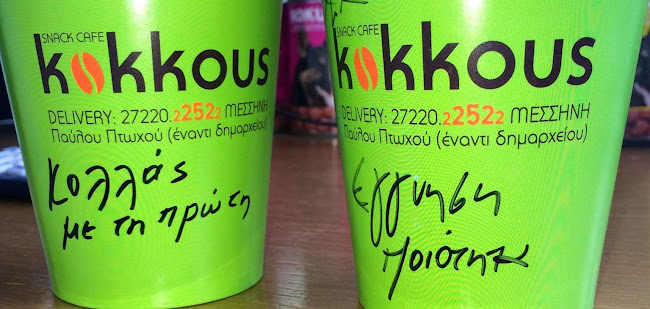 SNACK CAFE
kokkous
DELIVERY: 27220.22522 ΜΕΣΣΗΝΗ
Παύλου Πτωχού (έναντι δημαρχείου)
Κολλάς
με τη πρώτη
SNACK CAFE
kokkous
DELIVERY: 27220.22522 ΜΕΣΣΗΝΗ
Παύλου Πτωχού (έναντι δημαρχείου)
Εγγύηση
ποιότητας